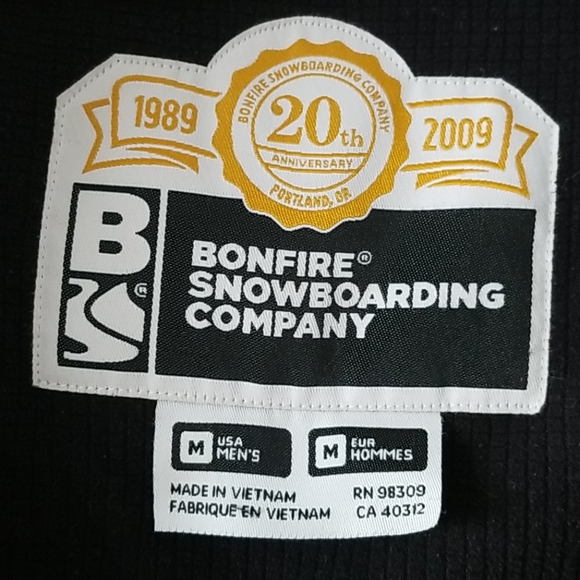 BONFIRE SNOWBOARDING COMPANY
1989
20th
2009
ANNIVERSARY
PORTLAND, OR
B
®
BONFIRE®
SNOWBOARDING
COMPANY
M USA MEN'S
M EUR HOMMES
MADE IN VIETNAM RN 98309
FABRIQUE EN VIETNAM CA 40312